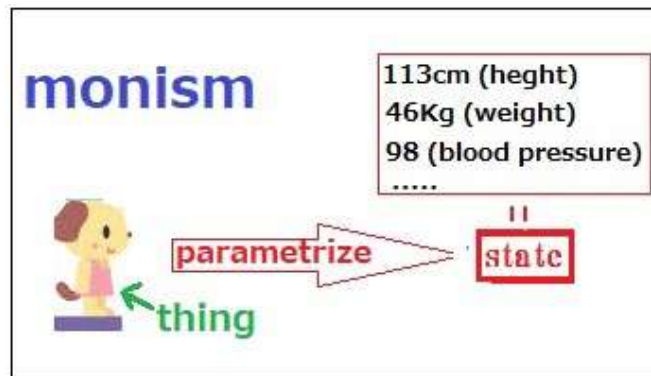 monism
113cm (heght)
46Kg (weight)
98 (blood pressure)
.....
=
parametrize
state
thing